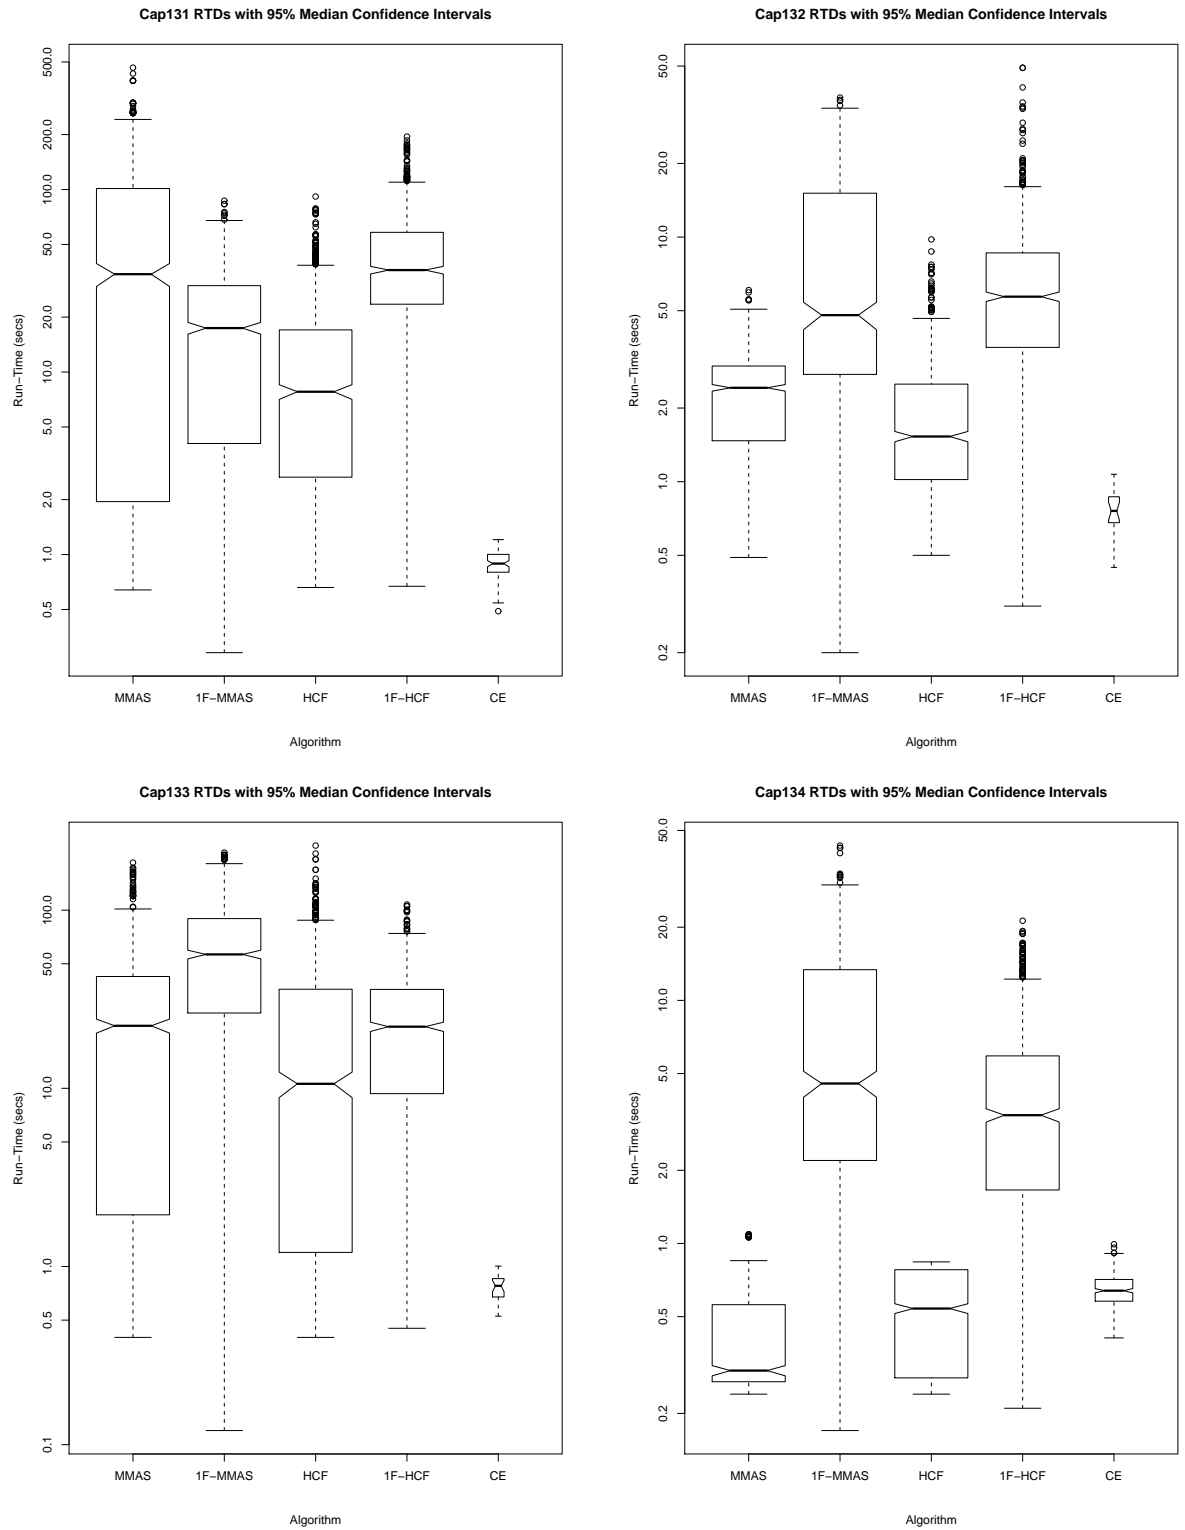 Cap131 RTDs with 95% Median Confidence Intervals
Run−Time (secs)
500.0
200.0
100.0
50.0
20.0
10.0
5.0
2.0
1.0
0.5
MMAS 1F−MMAS HCF 1F−HCF CE
Algorithm
Cap132 RTDs with 95% Median Confidence Intervals
Run−Time (secs)
50.0
20.0
10.0
5.0
2.0
1.0
0.5
0.2
MMAS 1F−MMAS HCF 1F−HCF CE
Algorithm
Cap133 RTDs with 95% Median Confidence Intervals
Run−Time (secs)
100.0
50.0
10.0
5.0
1.0
0.5
0.1
MMAS 1F−MMAS HCF 1F−HCF CE
Algorithm
Cap134 RTDs with 95% Median Confidence Intervals
Run−Time (secs)
50.0
20.0
10.0
5.0
2.0
1.0
0.5
0.2
MMAS 1F−MMAS HCF 1F−HCF CE
Algorithm